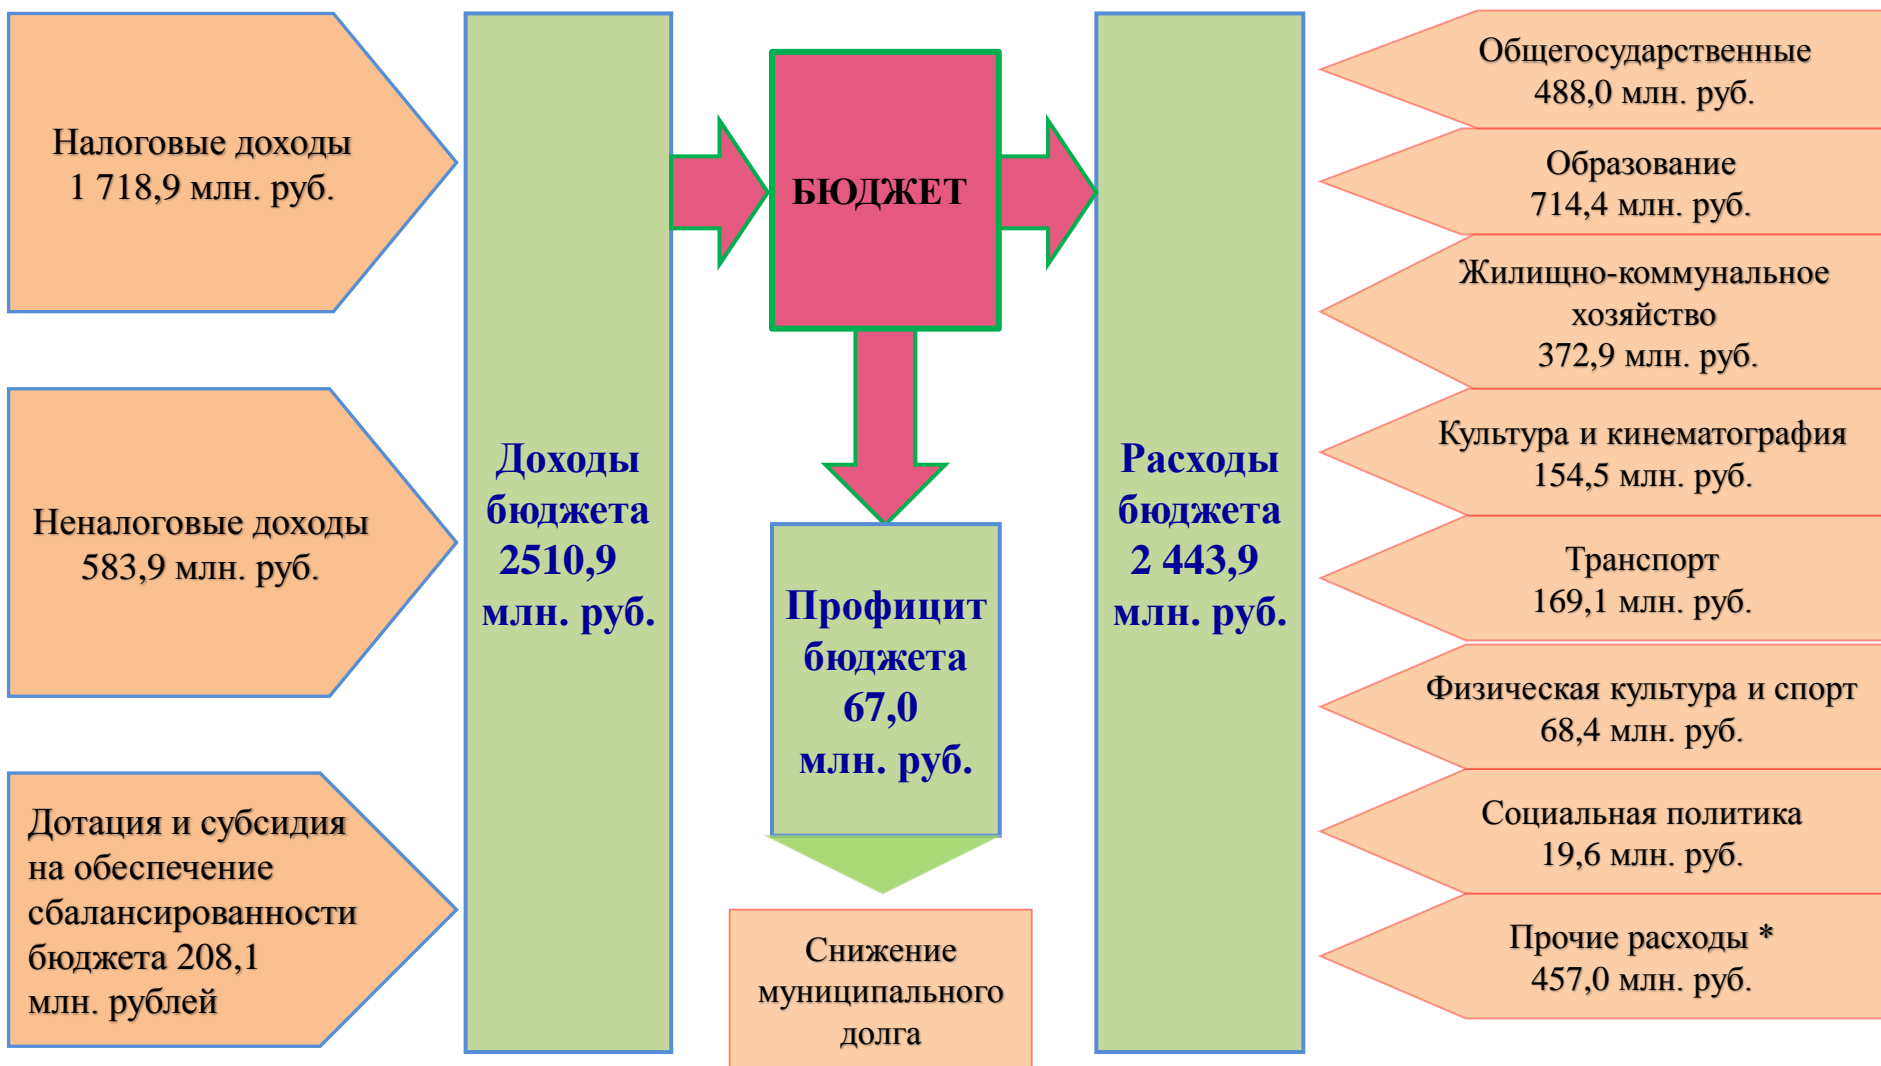 Налоговые доходы
1 718,9 млн. руб.
Неналоговые доходы
583,9 млн. руб.
Дотация и субсидия
на обеспечение
сбалансированности
бюджета 208,1
млн. рублей
Доходы
бюджета
2510,9
млн. руб.
БЮДЖЕТ
Профицит
бюджета
67,0
млн. руб.
Снижение
муниципального
долга
Расходы
бюджета
2 443,9
млн. руб.
Общегосударственные
488,0 млн. руб.
Образование
714,4 млн. руб.
Жилищно-коммунальное
хозяйство
372,9 млн. руб.
Культура и кинематография
154,5 млн. руб.
Транспорт
169,1 млн. руб.
Физическая культура и спорт
68,4 млн. руб.
Социальная политика
19,6 млн. руб.
Прочие расходы *
457,0 млн. руб.